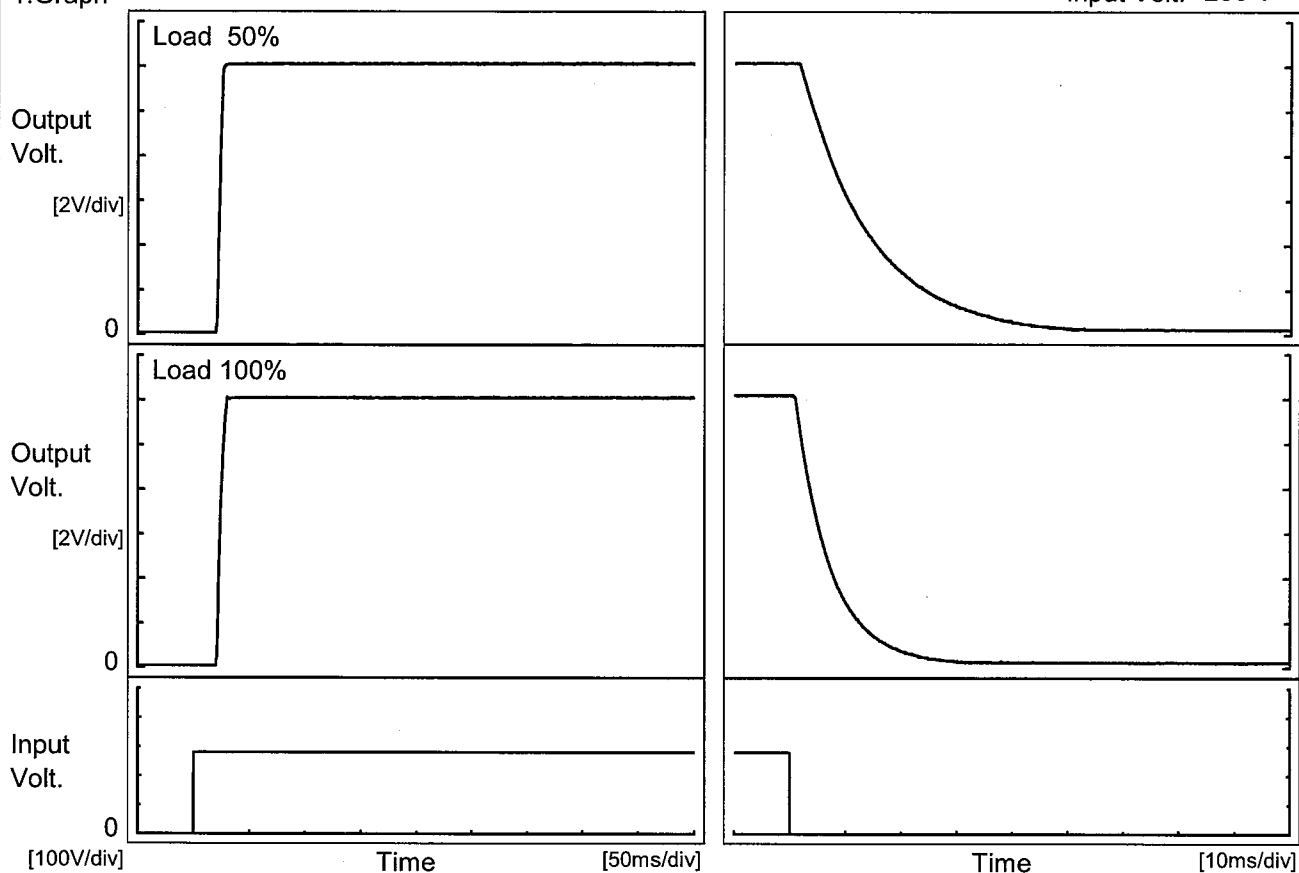 Load 50%
Output
Volt.
[2V/div]
0
Load 100%
Output
Volt.
[2V/div]
0
Input
Volt.
0
[100V/div]
Time
[50ms/div]
Time
[10ms/div]